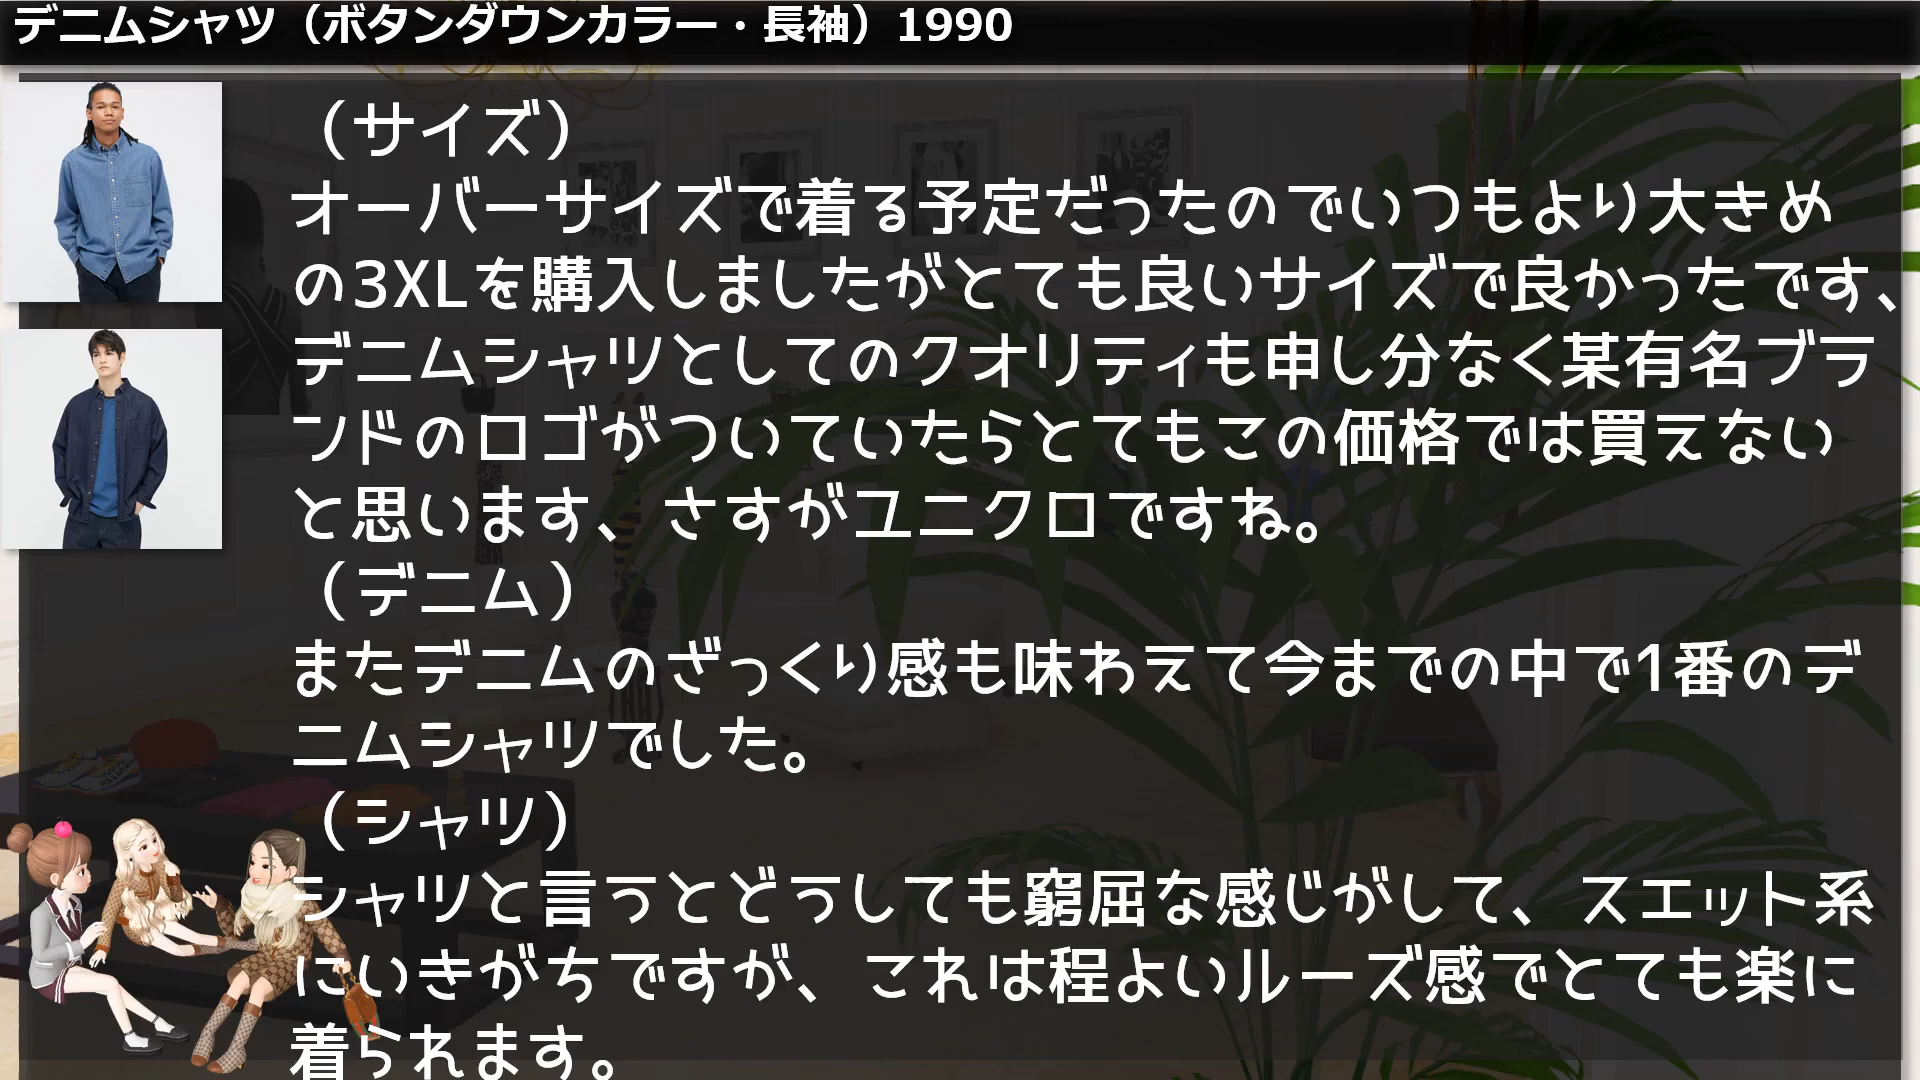 デニムシャツ（ボタンダウンカラー・長袖）1990
（サイズ）
オーバーサイズで着る予定だったのでいつもより大きめ
の3XLを購入しましたがとても良いサイズで良かったです、
デニムシャツとしてのクオリティも申し分なく某有名ブラ
ンドのロゴがついていたらとてもこの価格では買えない
と思います、さすがユニクロですね。
（デニム）
またデニムのざっくり感も味わえて今までの中で1番のデ
ニムシャツでした。
（シャツ）
シャツと言うとどうしても窮屈な感じがして、スエット系
にいきがちですが、これは程よいルーズ感でとても楽に
着られます。